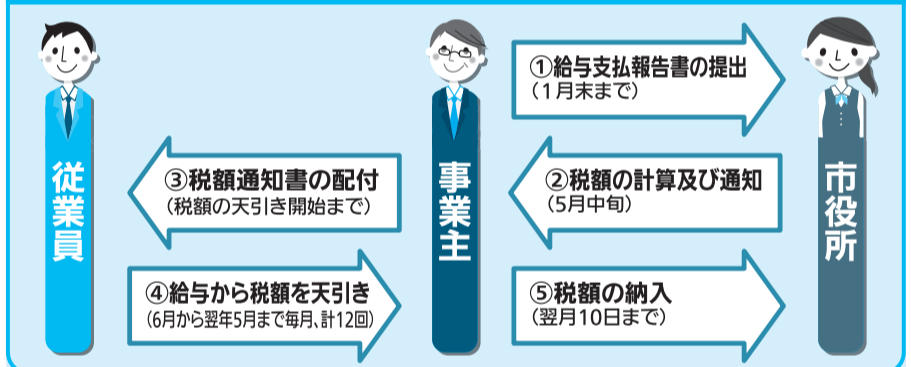 ①給与支払報告書の提出
(1月末まで)
②税額の計算及び通知
(5月中旬)
③税額通知書の配付
(税額の天引き開始まで)
④給与から税額を天引き
(6月から翌年5月まで毎月、計12回)
⑤税額の納入
(翌月10日まで)
従業員
事業主
市役所